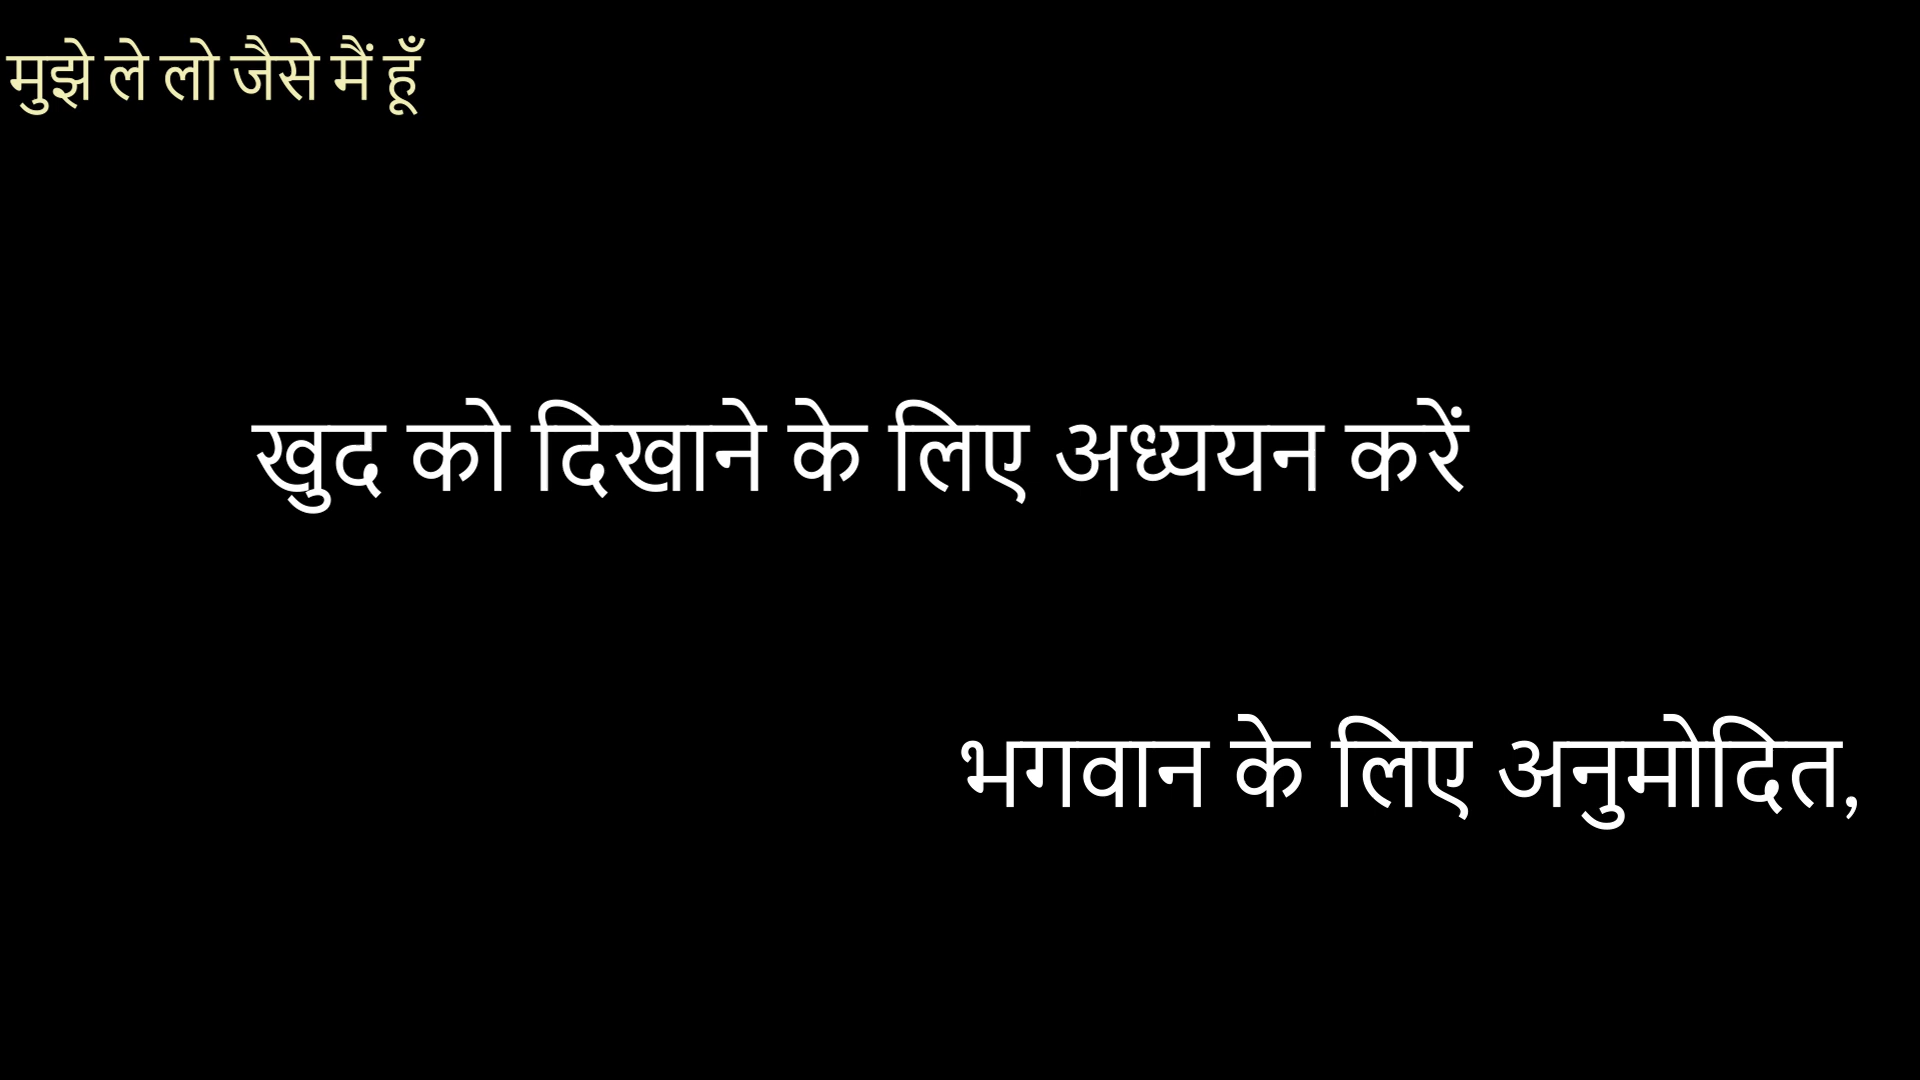 मुझे ले लो जैसे मैं हूँ
खुद को दिखाने के लिए अध्ययन करें
भगवान के लिए अनुमोदित,